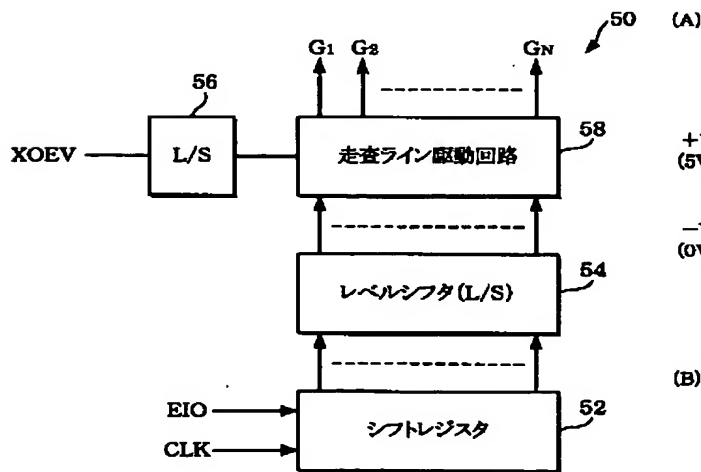 50
(A)
G1
G2
GN
56
XOEV
L/S
走査ライン駆動回路
58
(5V
(0V
レベルシフタ(L/S)
54
(B)
EIO
CLK
シフトレジスタ
52